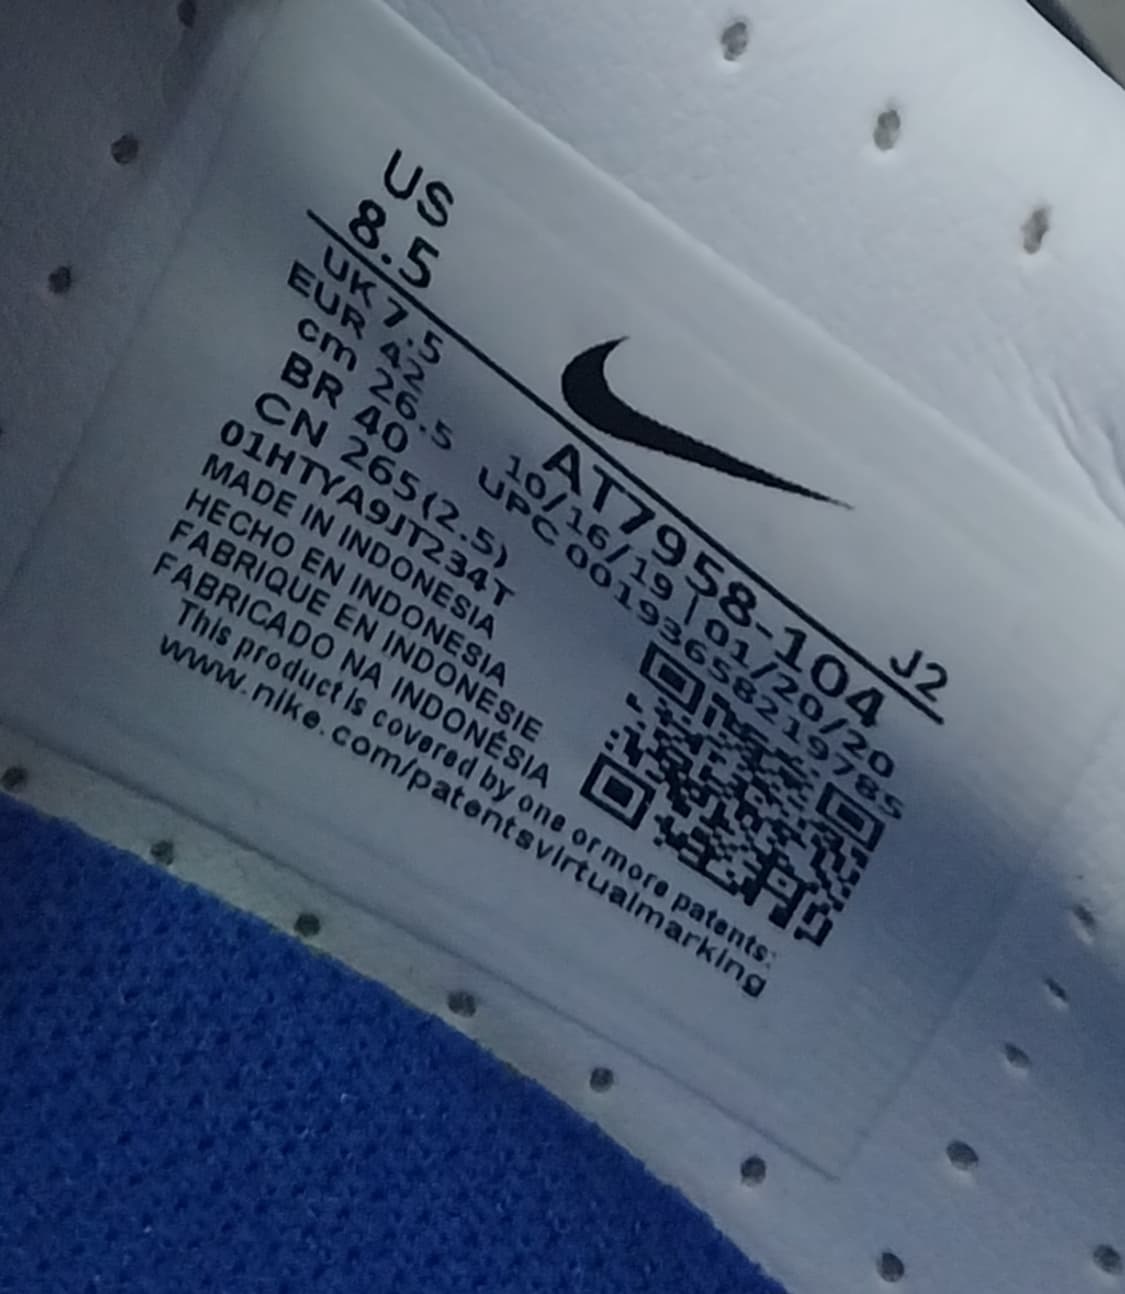 US
8.5
UK 7.5
EUR 42
cm 26.5
BR 40
CN 265(2.5)
01HTYA9JT234T
MADE IN INDONESIA
HECHO EN INDONESIA
FABRIQUE EN INDONESIE
FABRICADO NA INDONÉSIA
This product is covered by one or more patents:
www.nike.com/patentsvirtualmarking
J2
AT7958-104
10/16/19 | 01/20/20
UPC 00193658219785